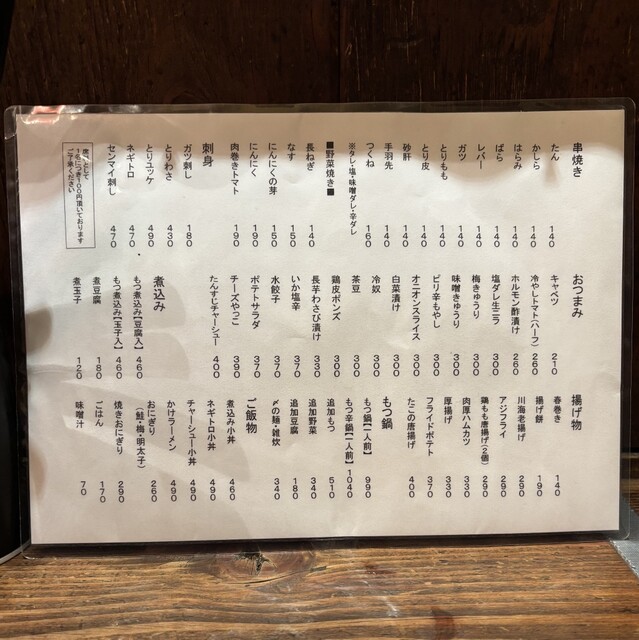 串焼き
たん 140
かしら 140
はらみ 140
ばら 140
レバー 140
ガツ 140
とりもも 140
とり皮 140
砂肝 140
手羽先 140
つくね 160
※タレ・塩・味噌ダレ・辛ダレ
■野菜焼き■
長ねぎ 140
なす 150
にんにくの芽 150
にんにく 190
肉巻きトマト 190
刺身
ガツ刺し 180
とりわさ 430
とりユッケ 490
ネギトロ 470
センマイ刺し 470
席料として
1名につき100円頂いております
ご了承ください
おつまみ
キャベツ 210
冷やしトマト(ハーフ) 260
ホルモン酢漬け 260
塩ダレ生ニラ 300
梅きゅうり 300
味噌きゅうり 300
ピリ辛もやし 300
オニオンスライス 300
白菜漬け 300
冷奴 300
茶豆 300
鶏皮ポンズ 300
長芋わさび漬け 330
いか塩辛 370
水餃子 370
ポテトサラダ 370
チーズやっこ 390
たんすじチャーシュー 400
煮込み
もつ煮込み【豆腐入】 460
もつ煮込み【玉子入】 460
煮豆腐 180
煮玉子 120
揚げ物
春巻き 140
揚げ餅 190
川海老揚げ 290
アジフライ 290
鶏もも唐揚げ(2個) 290
肉厚ハムカツ 330
厚揚げ 330
フライドポテト 370
たこの唐揚げ 400
もつ鍋
もつ鍋【一人前】 990
もつ辛鍋【一人前】 1040
追加もつ 510
追加野菜 340
追加豆腐 180
〆の麺・雑炊 340
ご飯物
煮込み小丼 460
ネギトロ小丼 490
チャーシュー小丼 490
かけラーメン 490
おにぎり 260
(鮭・梅・明太子)
焼きおにぎり 290
ごはん 170
味噌汁 70